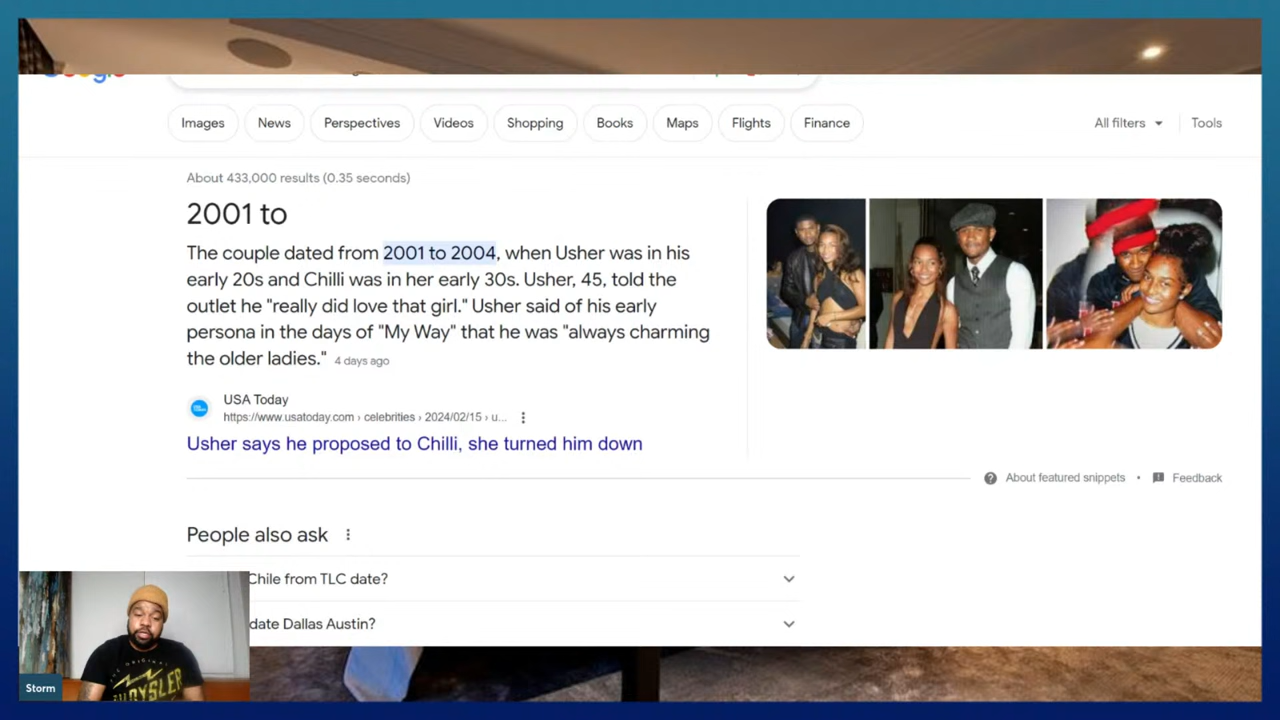 Images News Perspectives Videos Shopping Books Maps Flights Finance All filters Tools
About 433,000 results (0.35 seconds)
2001 to
The couple dated from 2001 to 2004, when Usher was in his
early 20s and Chilli was in her early 30s. Usher, 45, told the
outlet he "really did love that girl." Usher said of his early
persona in the days of "My Way" that he was "always charming
the older ladies." 4 days ago
USA Today
https://www.usatoday.com › celebrities › 2024/02/15 › u...
Usher says he proposed to Chilli, she turned him down
About featured snippets • Feedback
People also ask
Chile from TLC date?
date Dallas Austin?
Storm